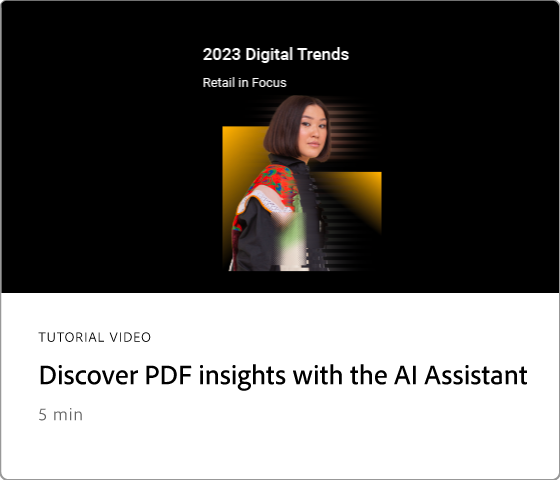 2023 Digital Trends
Retail in Focus
TUTORIAL VIDEO
Discover PDF insights with the AI Assistant
5 min